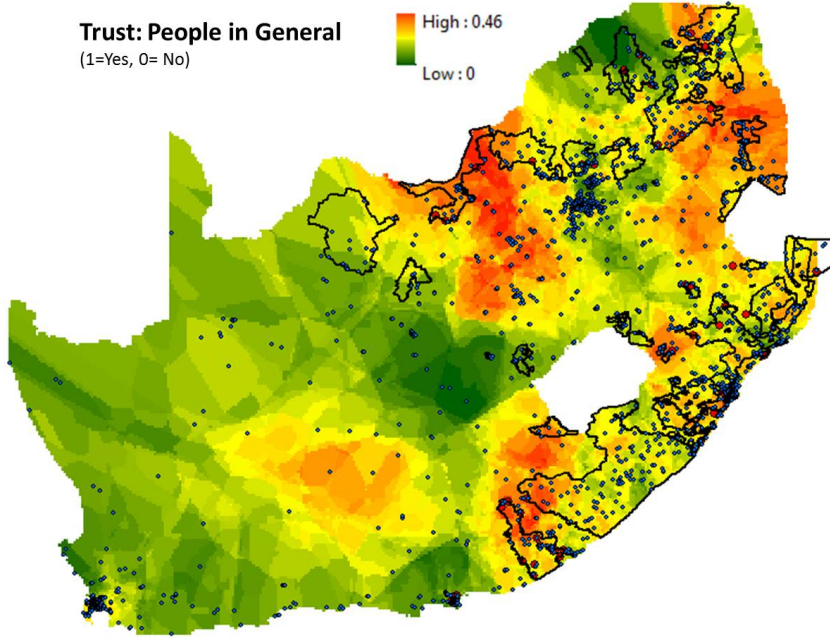 Trust: People in General
(1=Yes, 0= No)
High : 0.46
Low : 0